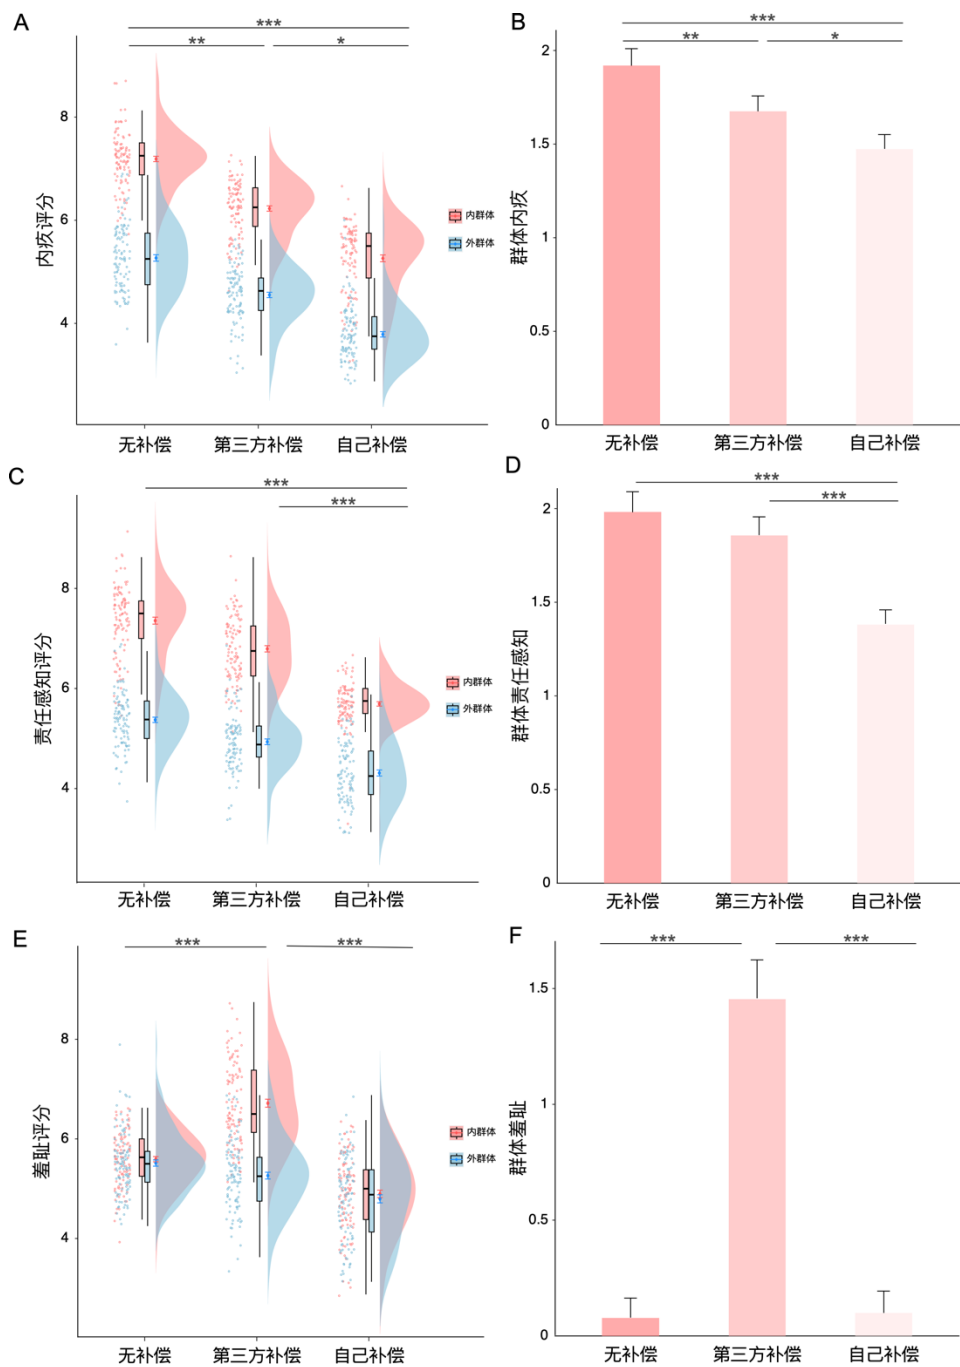 A
***
**
*
8
6
4
内疚评分
内群体
外群体
无补偿
第三方补偿
自己补偿
B
***
**
*
2
1.5
1
0.5
0
群体内疚
无补偿
第三方补偿
自己补偿
C
***
***
8
6
4
责任感知评分
内群体
外群体
无补偿
第三方补偿
自己补偿
D
***
***
2
1.5
1
0.5
0
群体责任感知
无补偿
第三方补偿
自己补偿
E
***
***
8
6
4
羞耻评分
内群体
外群体
无补偿
第三方补偿
自己补偿
F
***
***
1.5
1
0.5
0
群体羞耻
无补偿
第三方补偿
自己补偿